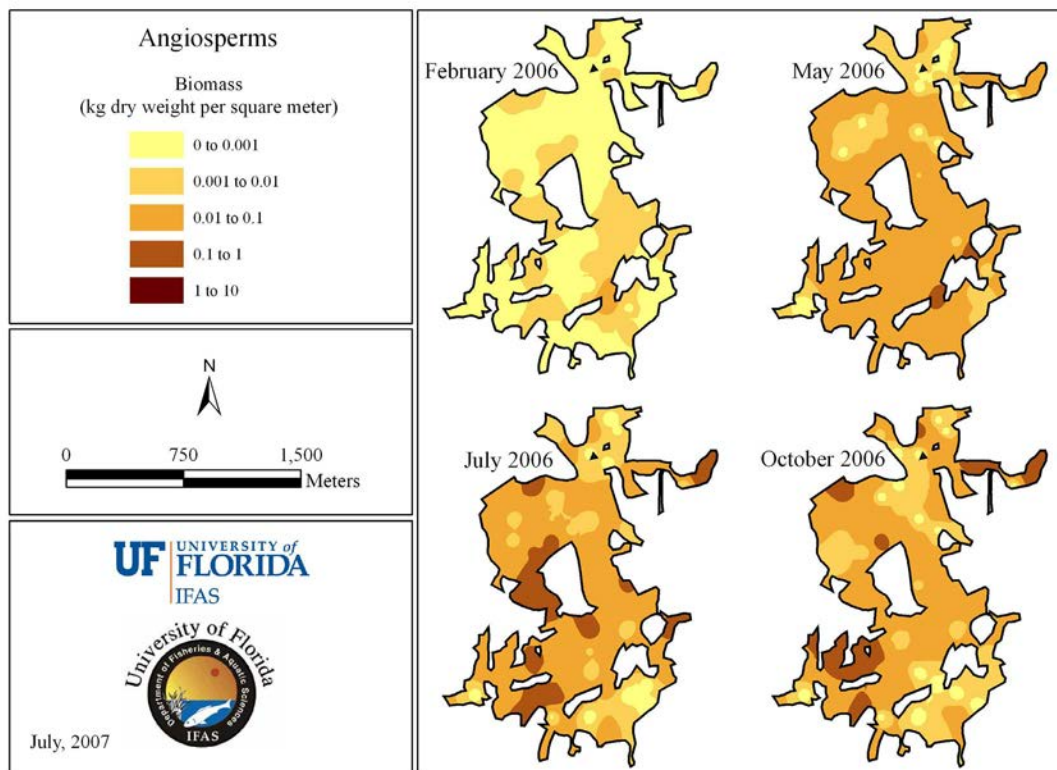 Angiosperms
Biomass
(kg dry weight per square meter)
0 to 0.001
0.001 to 0.01
0.01 to 0.1
0.1 to 1
1 to 10
N
0 750 1,500
Meters
UF UNIVERSITY of
FLORIDA
IFAS
University of Florida
Department of Fisheries & Aquatic Sciences
IFAS
July, 2007
February 2006
May 2006
July 2006
October 2006